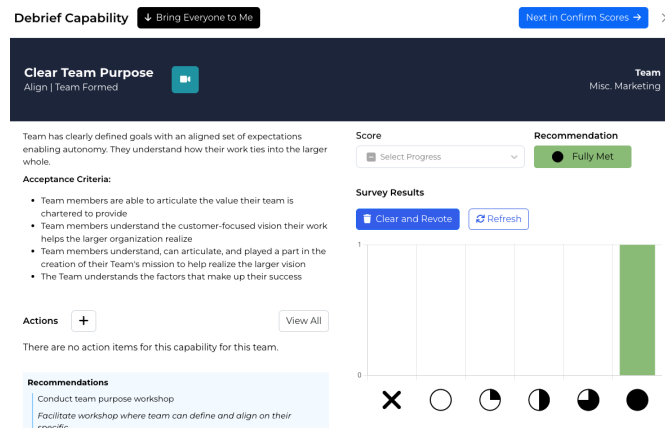 Debrief Capability
Bring Everyone to Me
Next in Confirm Scores →
Clear Team Purpose
Align | Team Formed
Team
Misc. Marketing
Team has clearly defined goals with an aligned set of expectations
enabling autonomy. They understand how their work ties into the larger
whole.
Acceptance Criteria:
Team members are able to articulate the value their team is
chartered to provide
Team members understand the customer-focused vision their work
helps the larger organization realize
Team members understand, can articulate, and played a part in the
creation of their Team's mission to help realize the larger vision
The Team understands the factors that make up their success
Actions
View All
There are no action items for this capability for this team.
Recommendations
Conduct team purpose workshop
Facilitate workshop where team can define and align on their
specific
Score
Select Progress
Recommendation
Fully Met
Survey Results
Clear and Revote
Refresh
1
0